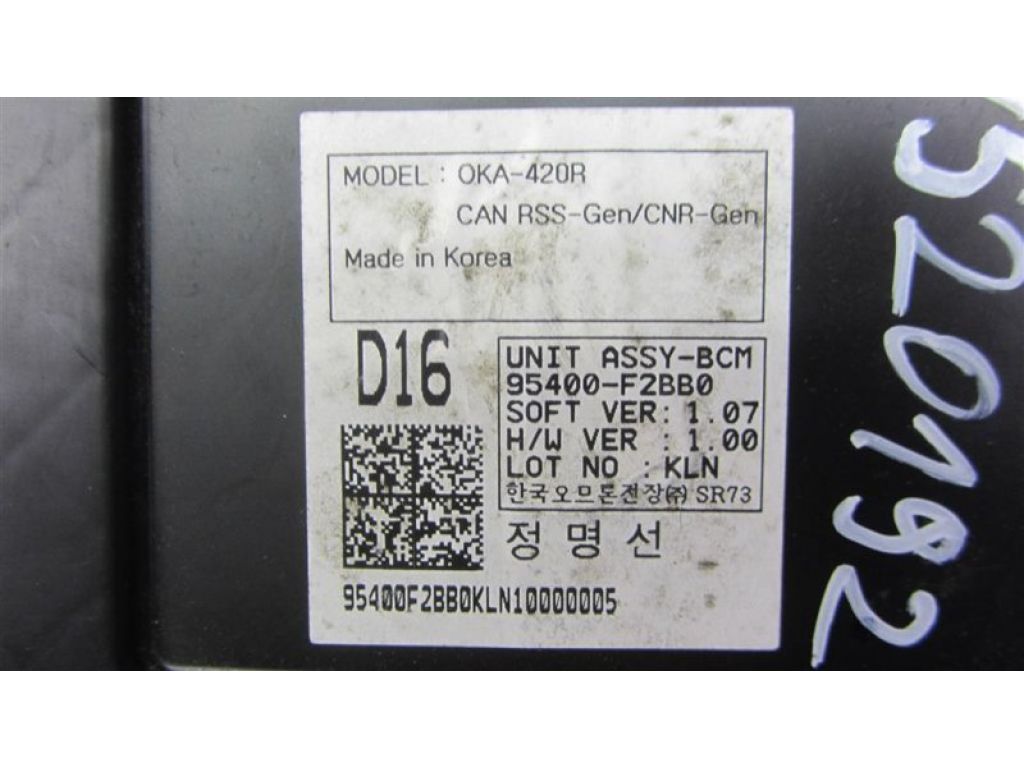 MODEL : OKA-420R
CAN RSS-Gen/CNR-Gen
Made in Korea
D16
UNIT ASSY-BCM
95400-F2BB0
SOFT VER: 1.07
H/W VER : 1.00
LOT NO : KLN
한국오므론전장㈜ SR73
정명선
95400F2BB0KLN10000005